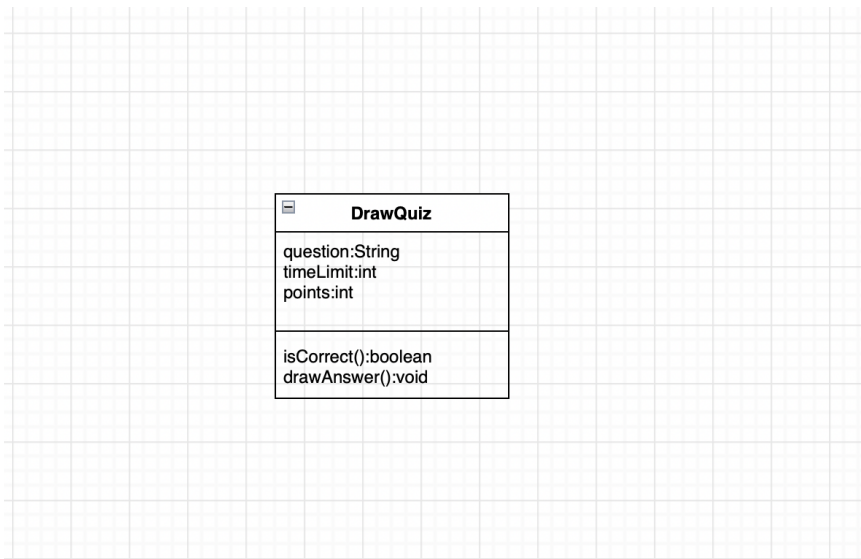 DrawQuiz
question:String
timeLimit:int
points:int
isCorrect():boolean
drawAnswer():void